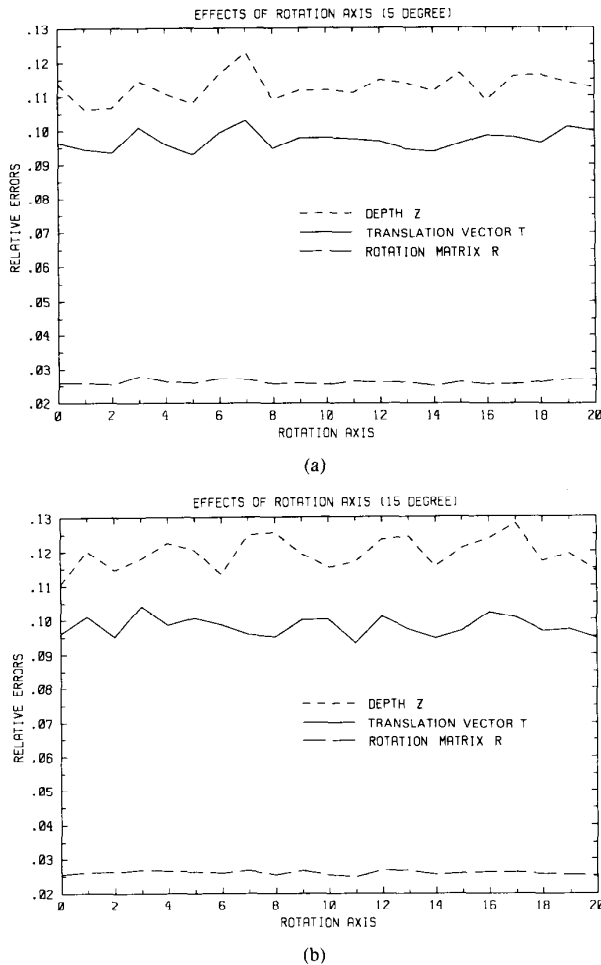 EFFECTS OF ROTATION AXIS (5 DEGREE)
.13
.12
.11
.10
.09
.08
.07
.06
.05
.04
.03
.02
RELATIVE ERRORS
DEPTH Z
TRANSLATION VECTOR T
ROTATION MATRIX R
0 2 4 6 8 10 12 14 16 18 20
ROTATION AXIS
(a)
EFFECTS OF ROTATION AXIS (15 DEGREE)
.13
.12
.11
.10
.09
.08
.07
.06
.05
.04
.03
.02
RELATIVE ERRORS
DEPTH Z
TRANSLATION VECTOR T
ROTATION MATRIX R
0 2 4 6 8 10 12 14 16 18 20
ROTATION AXIS
(b)